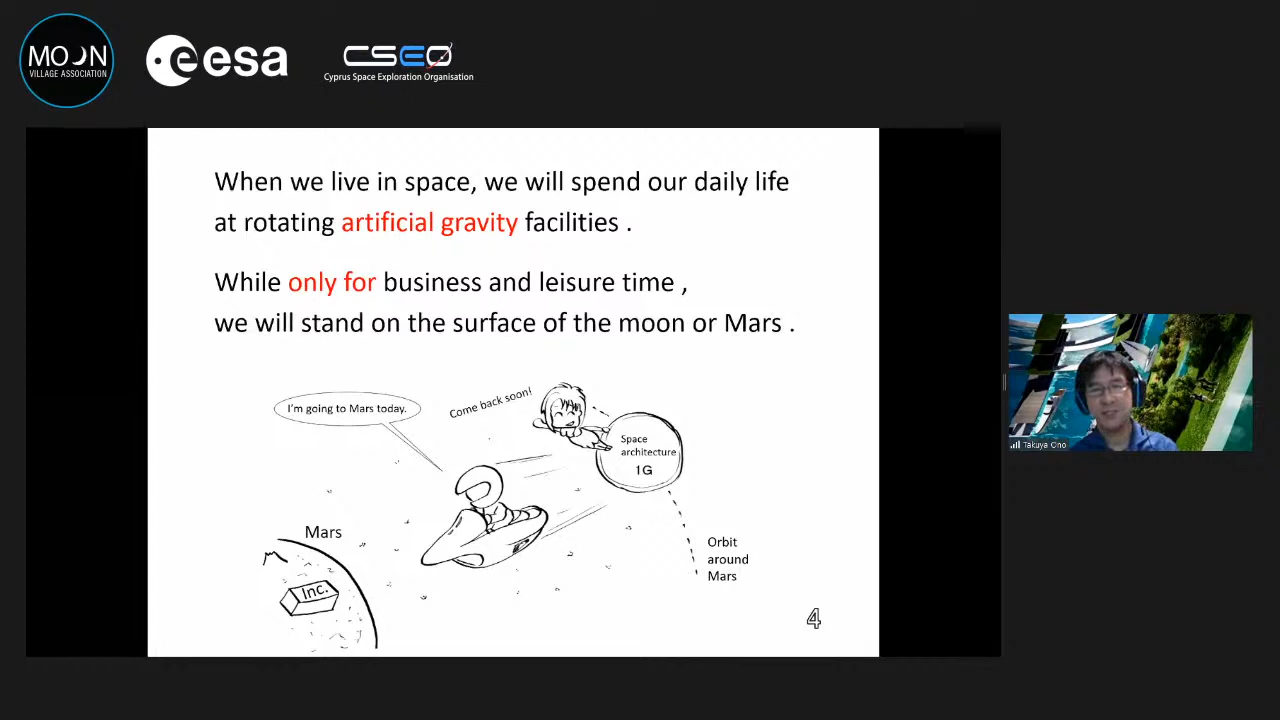 MOON
VILLAGE ASSOCIATION
esa
CSEO
Cyprus Space Exploration Organisation
When we live in space, we will spend our daily life
at rotating artificial gravity facilities .
While only for business and leisure time ,
we will stand on the surface of the moon or Mars .
I'm going to Mars today.
Come back soon!
Space
architecture
1G
Mars
Inc.
Orbit
around
Mars
4
Takuya Ono